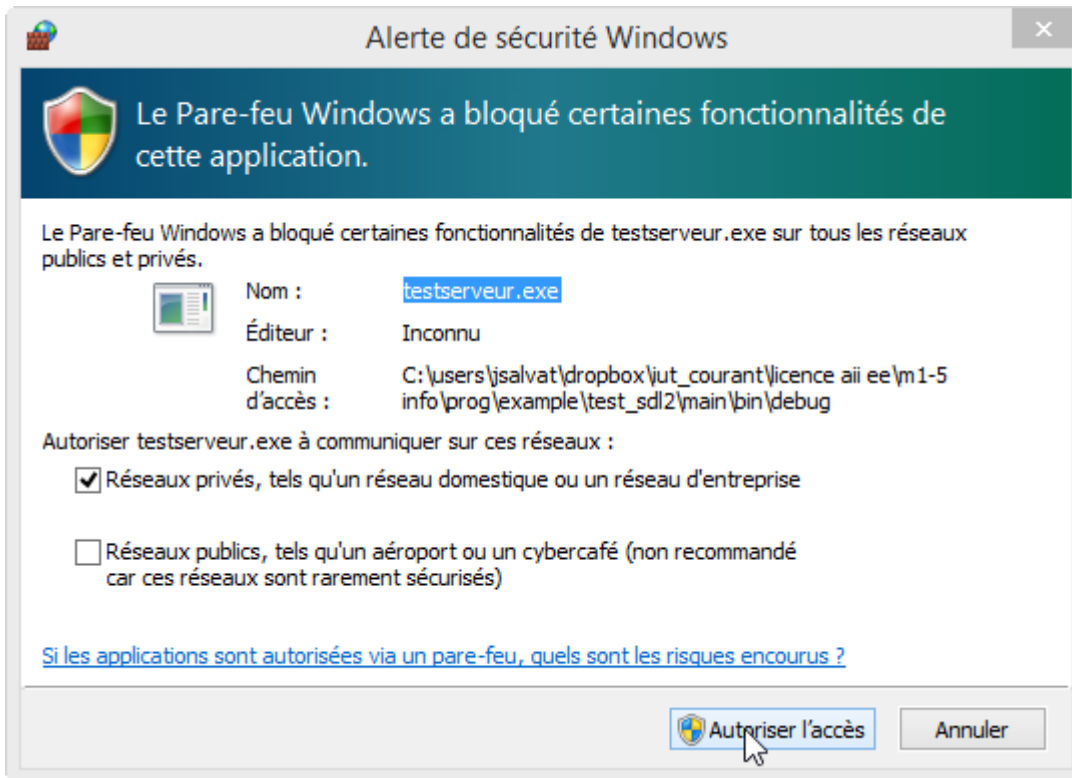 Alerte de sécurité Windows
Le Pare-feu Windows a bloqué certaines fonctionnalités de
cette application.
Le Pare-feu Windows a bloqué certaines fonctionnalités de testserveur.exe sur tous les réseaux
publics et privés.
Nom : testserveur.exe
Éditeur : Inconnu
Chemin C:\users\jsalvat\dropbox\iut_courant\licence aii ee\m1-5
d'accès : info\prog\example\test_sdl2\main\bin\debug
Autoriser testserveur.exe à communiquer sur ces réseaux :
Réseaux privés, tels qu'un réseau domestique ou un réseau d'entreprise
Réseaux publics, tels qu'un aéroport ou un cybercafé (non recommandé
car ces réseaux sont rarement sécurisés)
Si les applications sont autorisées via un pare-feu, quels sont les risques encourus ?
Autoriser l'accès Annuler